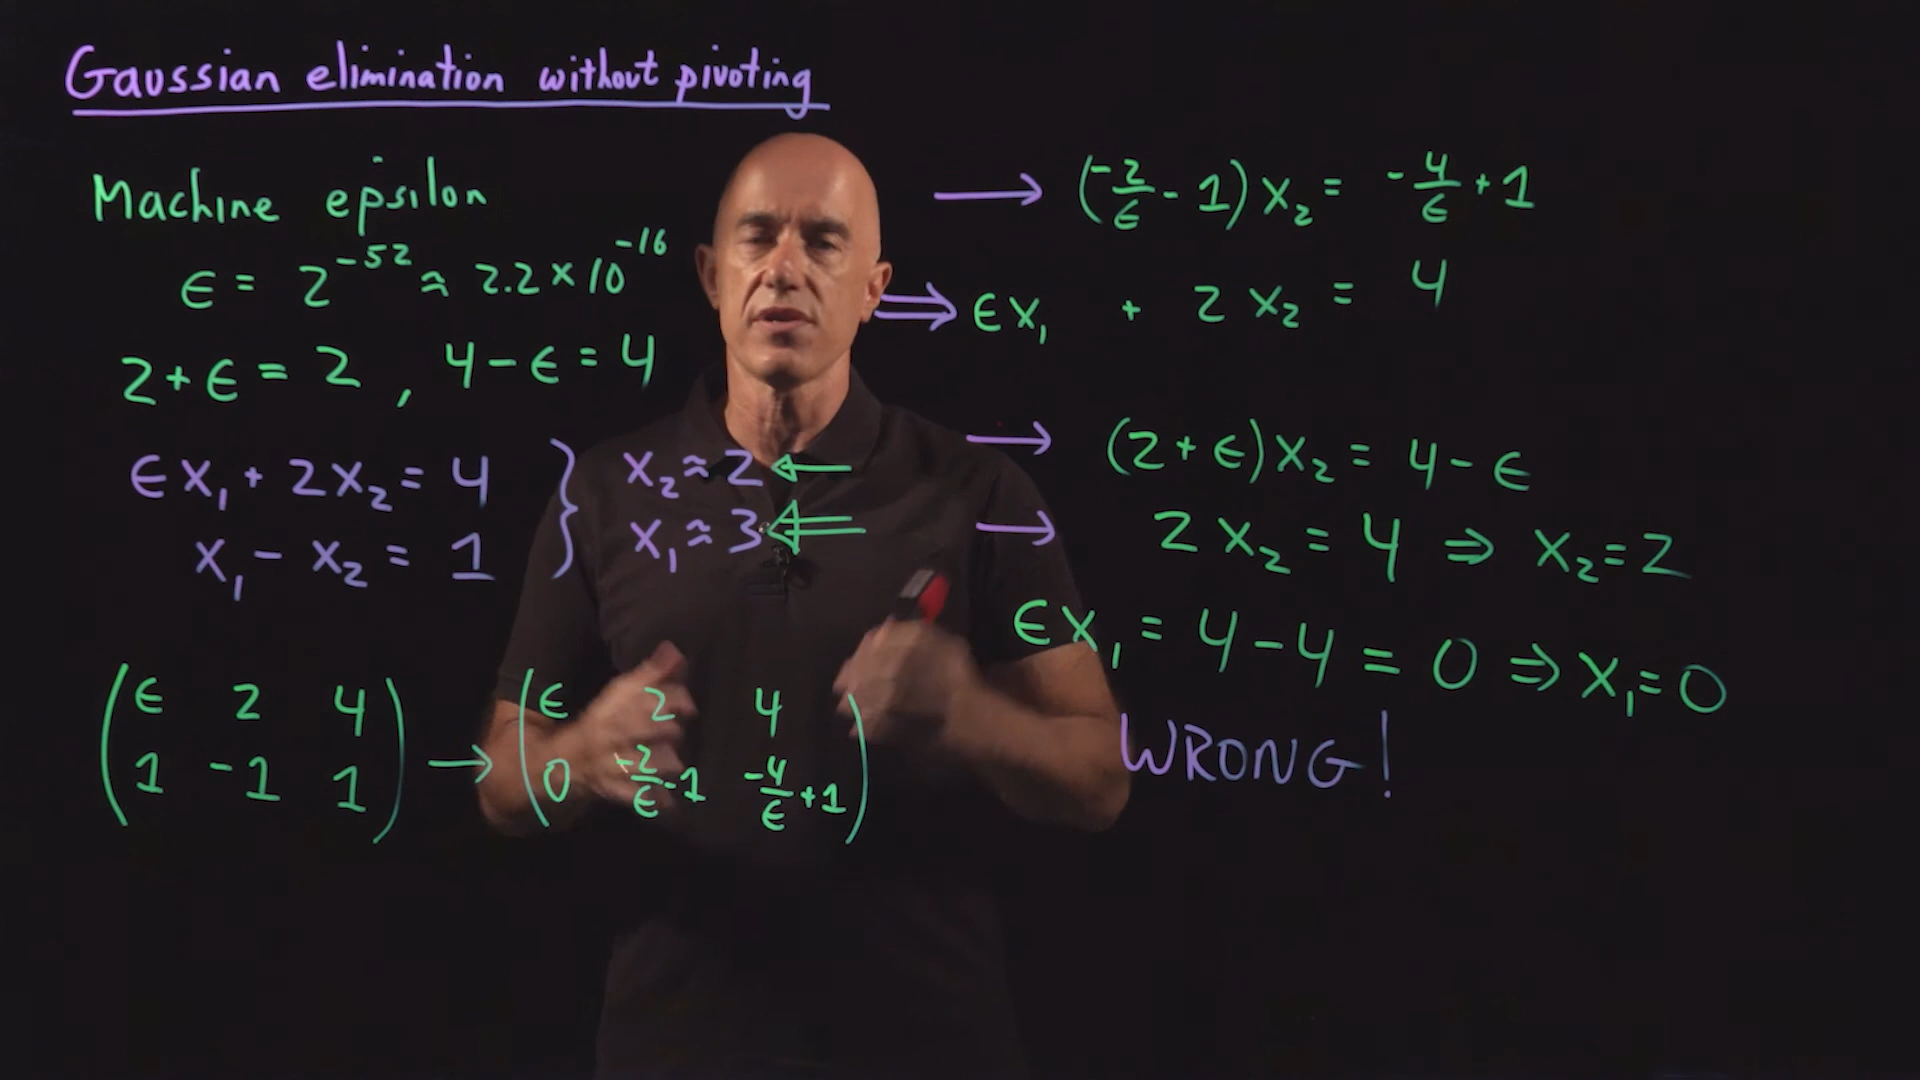 Gaussian elimination without pivoting
Machine epsilon
ϵ = 2^-52 ≈ 2.2×10^-16
2+ϵ = 2 , 4-ϵ = 4
ϵx₁ + 2x₂ = 4 } x₂ ≈ 2 ←
x₁ - x₂ = 1 } x₁ ≈ 3 ⇐
(ϵ 2 4) → (ϵ 2 4)
(1 -1 1) (0 -2/ϵ-1 -4/ϵ+1)
→ (-2/ϵ - 1)x₂ = -4/ϵ + 1
⇒ ϵx₁ + 2x₂ = 4
→ (2+ϵ)x₂ = 4-ϵ
→ 2x₂ = 4 ⇒ x₂=2
ϵx₁ = 4-4 = 0 ⇒ x₁=0
WRONG!